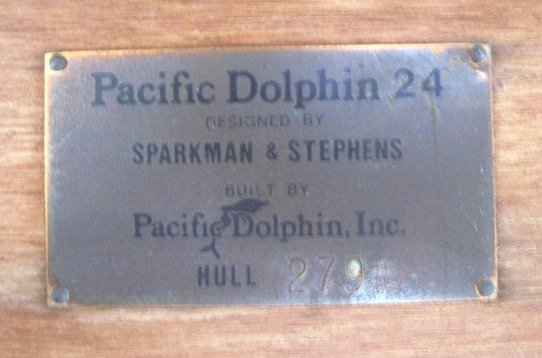 Pacific Dolphin 24
DESIGNED BY
SPARKMAN & STEPHENS
BUILT BY
Pacific Dolphin, Inc.
HULL 279